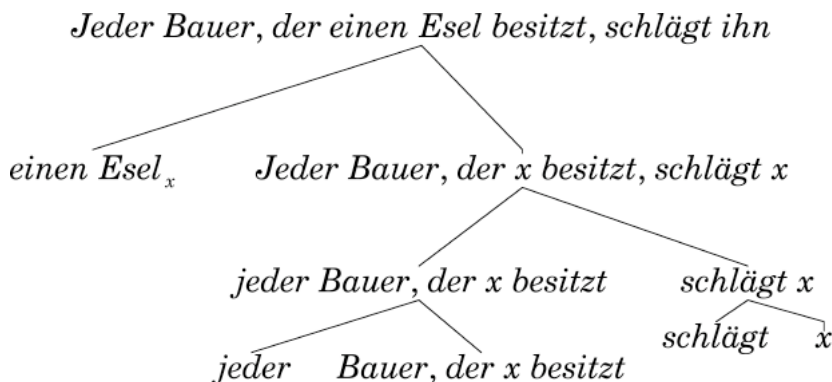 Jeder Bauer, der einen Esel besitzt, schlägt ihn
einen Esel x
Jeder Bauer, der x besitzt, schlägt x
jeder Bauer, der x besitzt
schlägt x
schlägt
x
jeder
Bauer, der x besitzt